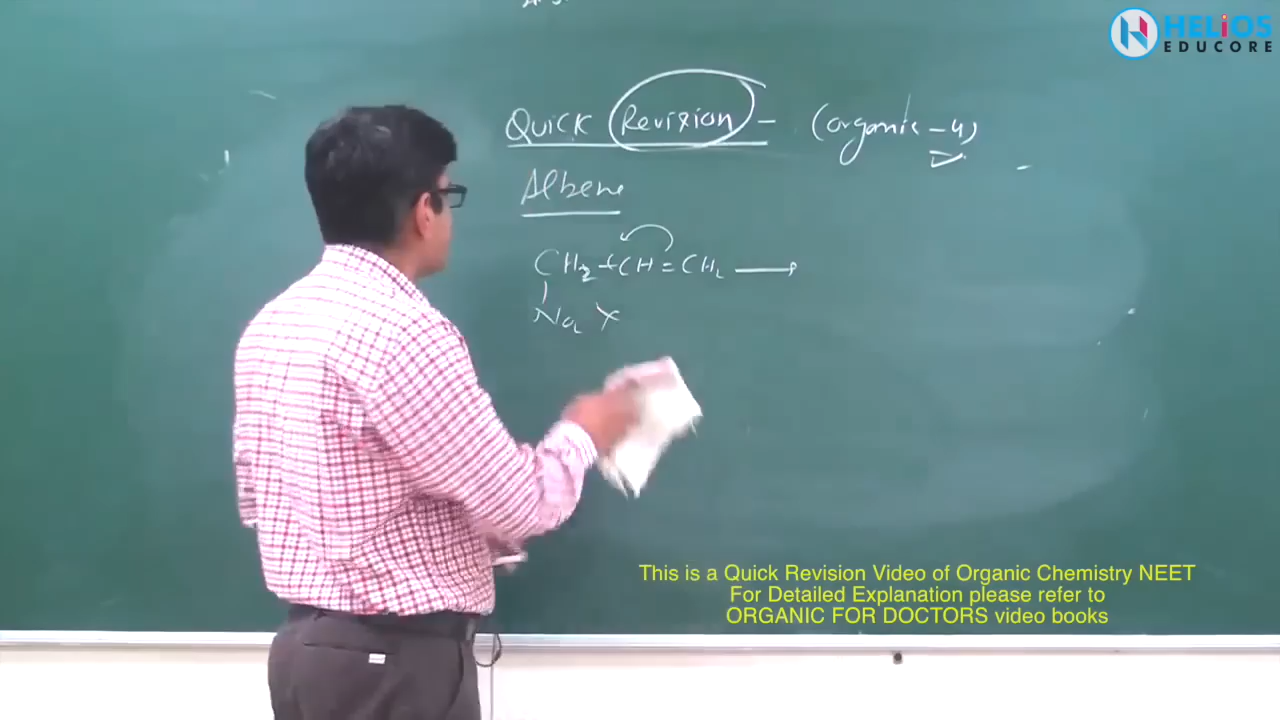 HELiOS
EDUCORE
Quick Revision - (Organic-4)
Alkene
CH2+CH=CH2
Na X
This is a Quick Revision Video of Organic Chemistry NEET
For Detailed Explanation please refer to
ORGANIC FOR DOCTORS video books